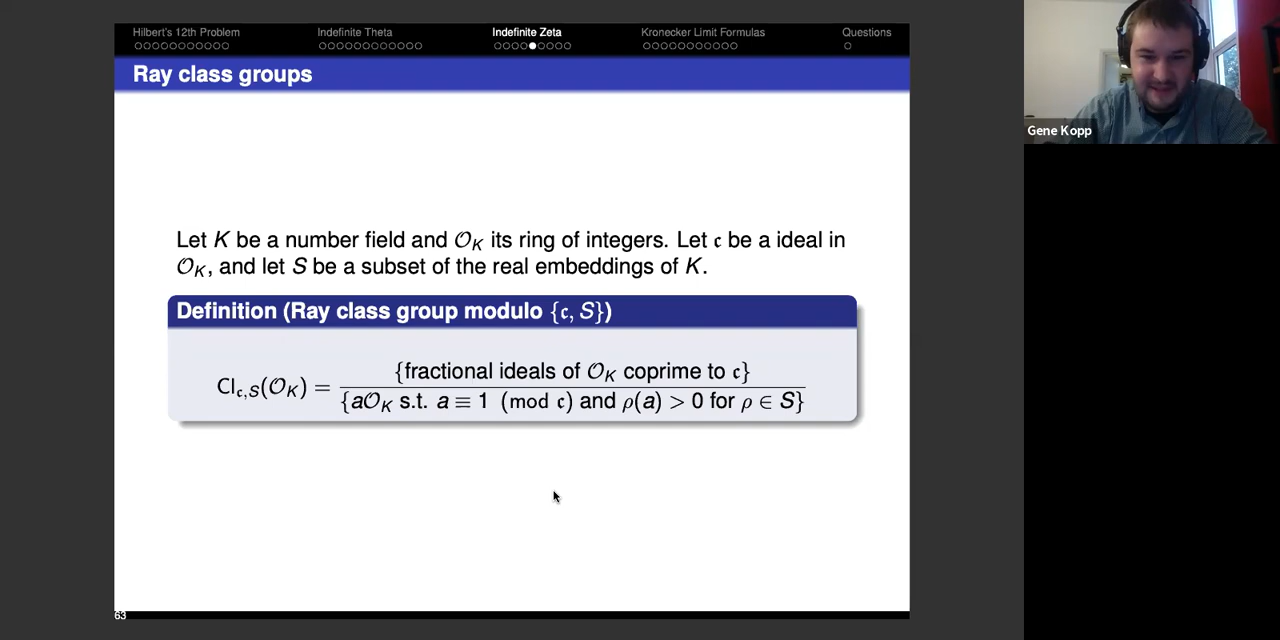 Hilbert's 12th Problem Indefinite Theta Indefinite Zeta Kronecker Limit Formulas Questions
Ray class groups
Gene Kopp
Let K be a number field and 𝒪_K its ring of integers. Let 𝔠 be a ideal in
𝒪_K, and let S be a subset of the real embeddings of K.
Definition (Ray class group modulo {𝔠, S})
Cl_{𝔠,S}(𝒪_K) = {fractional ideals of 𝒪_K coprime to 𝔠}
{a𝒪_K s.t. a ≡ 1 (mod 𝔠) and ρ(a) > 0 for ρ ∈ S}
63